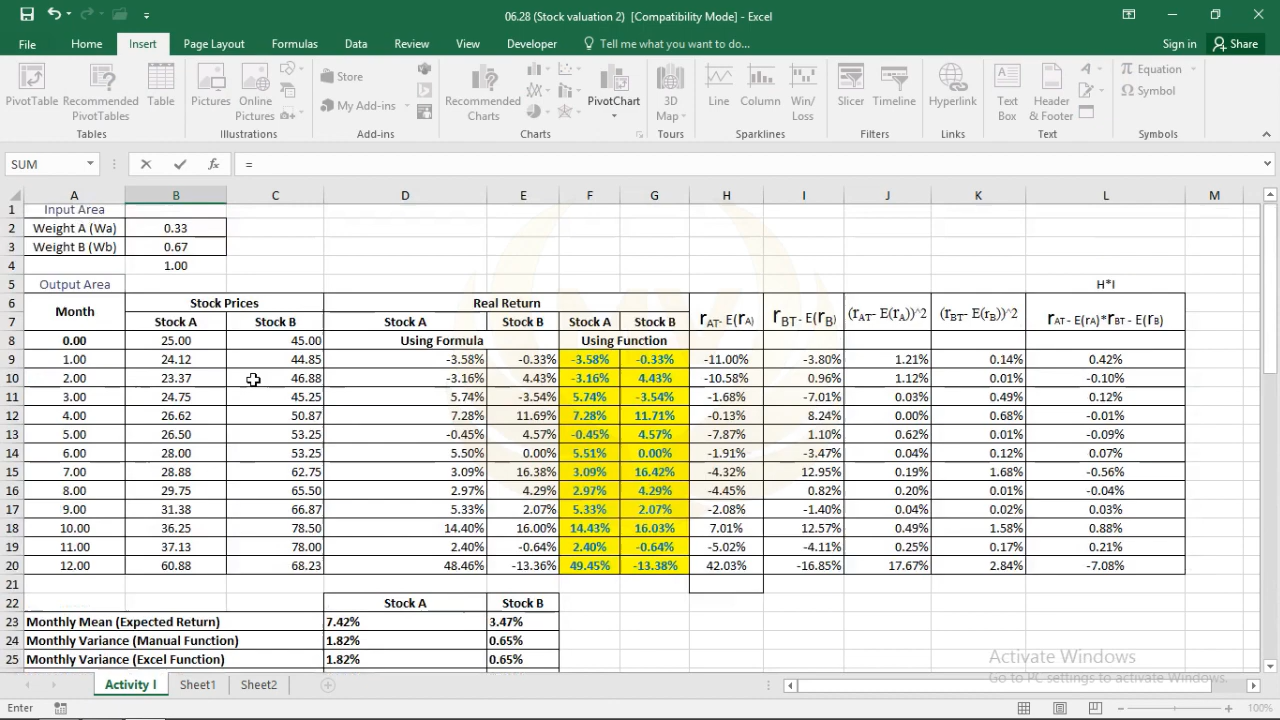 06.28 (Stock valuation 2) [Compatibility Mode] - Excel
File Home Insert Page Layout Formulas Data Review View Developer Tell me what you want to do... Sign in Share
PivotTable Recommended PivotTables Table Pictures Online Pictures Store My Add-ins Recommended Charts PivotChart 3D Map Line Column Win/Loss Slicer Timeline Hyperlink Text Box Header & Footer Equation Symbol
Tables Illustrations Add-ins Charts Tours Sparklines Filters Links Text Symbols
SUM fx =
A B C D E F G H I J K L M
1 Input Area
2 Weight A (Wa) 0.33
3 Weight B (Wb) 0.67
4 1.00
5 Output Area H*I
6 Month Stock Prices Real Return rAT- E(rA) rBT- E(rB) (rAT- E(rA))^2 (rBT- E(rB))^2 rAT- E(rA)*rBT- E(rB)
7 Stock A Stock B Stock A Stock B Stock A Stock B
8 0.00 25.00 45.00 Using Formula Using Function
9 1.00 24.12 44.85 -3.58% -0.33% -3.58% -0.33% -11.00% -3.80% 1.21% 0.14% 0.42%
10 2.00 23.37 46.88 -3.16% 4.43% -3.16% 4.43% -10.58% 0.96% 1.12% 0.01% -0.10%
11 3.00 24.75 45.25 5.74% -3.54% 5.74% -3.54% -1.68% -7.01% 0.03% 0.49% 0.12%
12 4.00 26.62 50.87 7.28% 11.69% 7.28% 11.71% -0.13% 8.24% 0.00% 0.68% -0.01%
13 5.00 26.50 53.25 -0.45% 4.57% -0.45% 4.57% -7.87% 1.10% 0.62% 0.01% -0.09%
14 6.00 28.00 53.25 5.50% 0.00% 5.51% 0.00% -1.91% -3.47% 0.04% 0.12% 0.07%
15 7.00 28.88 62.75 3.09% 16.38% 3.09% 16.42% -4.32% 12.95% 0.19% 1.68% -0.56%
16 8.00 29.75 65.50 2.97% 4.29% 2.97% 4.29% -4.45% 0.82% 0.20% 0.01% -0.04%
17 9.00 31.38 66.87 5.33% 2.07% 5.33% 2.07% -2.08% -1.40% 0.04% 0.02% 0.03%
18 10.00 36.25 78.50 14.40% 16.00% 14.43% 16.03% 7.01% 12.57% 0.49% 1.58% 0.88%
19 11.00 37.13 78.00 2.40% -0.64% 2.40% -0.64% -5.02% -4.11% 0.25% 0.17% 0.21%
20 12.00 60.88 68.23 48.46% -13.36% 49.45% -13.38% 42.03% -16.85% 17.67% 2.84% -7.08%
21
22 Stock A Stock B
23 Monthly Mean (Expected Return) 7.42% 3.47%
24 Monthly Variance (Manual Function) 1.82% 0.65%
25 Monthly Variance (Excel Function) 1.82% 0.65%
Activate Windows
Go to PC settings to activate Windows.
Activity I Sheet1 Sheet2
Enter 100%